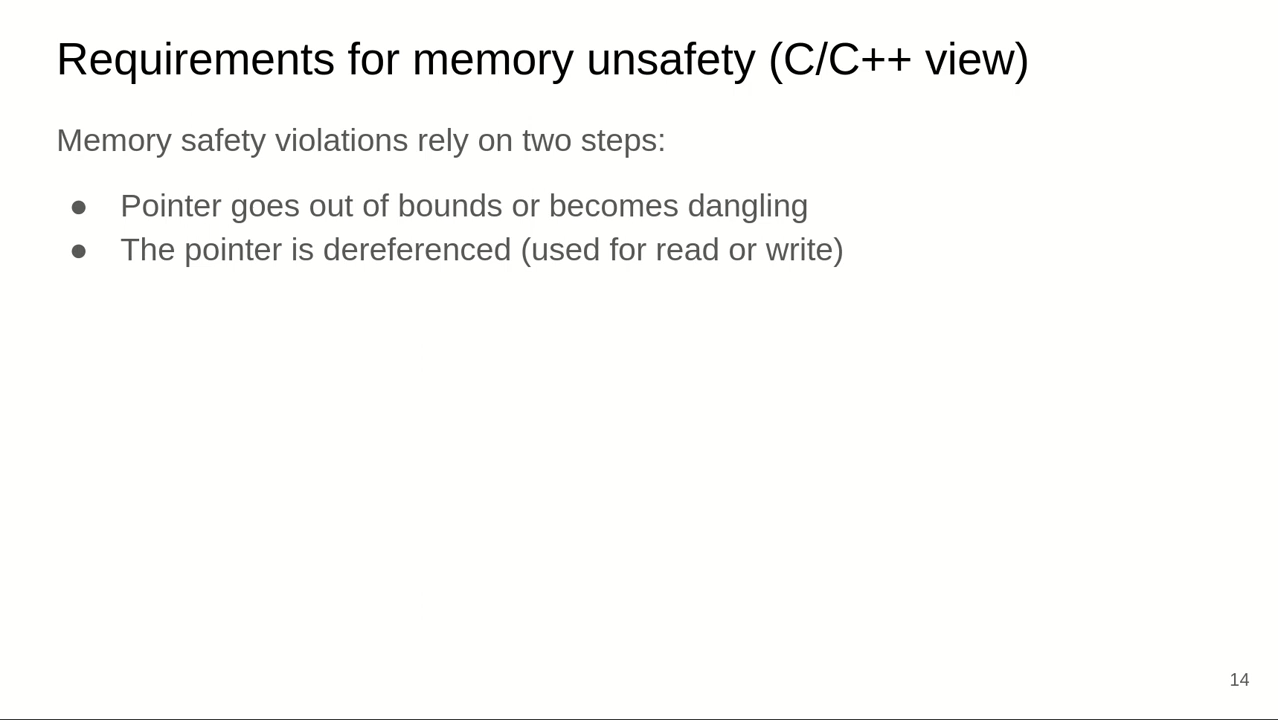 Requirements for memory unsafety (C/C++ view)
Memory safety violations rely on two steps:
● Pointer goes out of bounds or becomes dangling
● The pointer is dereferenced (used for read or write)
14